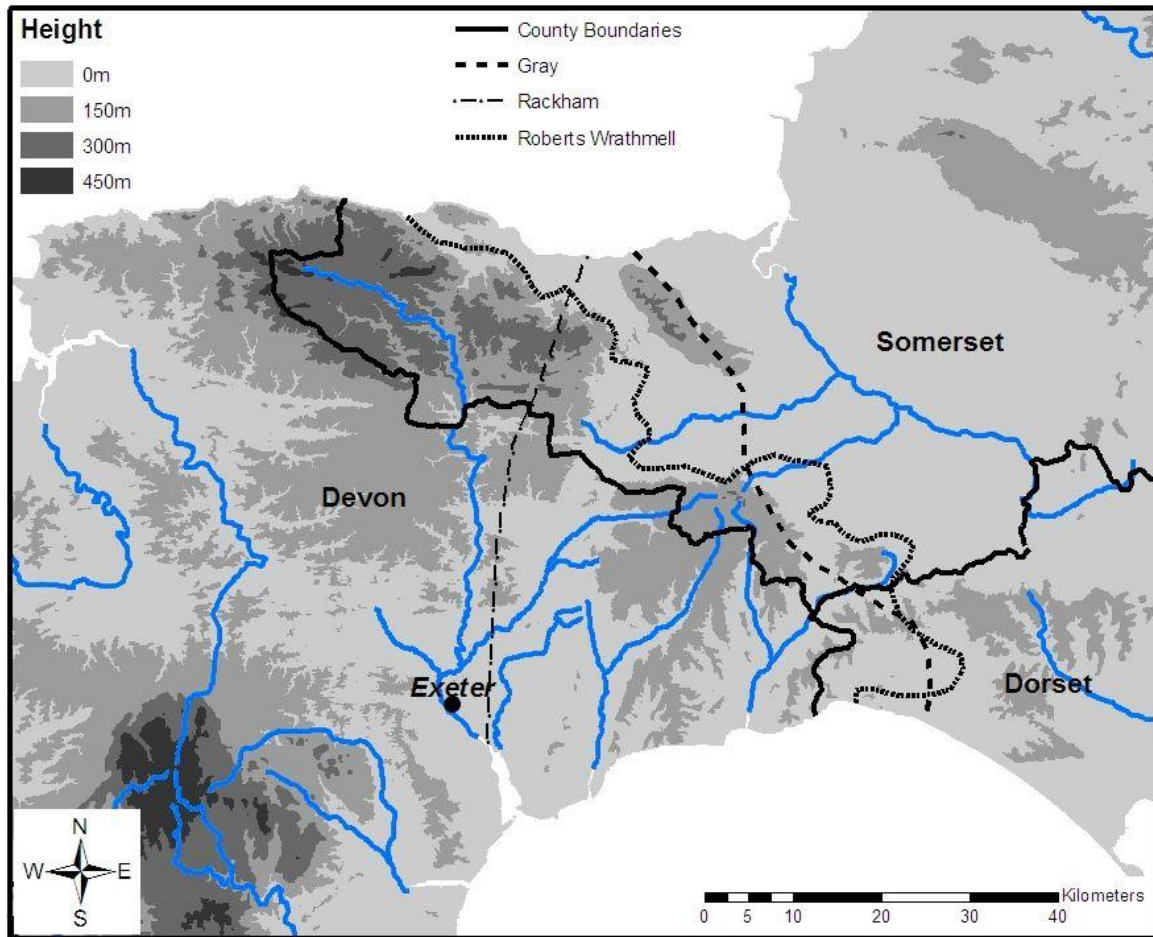 Height
0m
150m
300m
450m
County Boundaries
Gray
Rackham
Roberts Wrathmell
Somerset
Devon
Exeter
Dorset
N
W E
S
Kilometers
0 5 10 20 30 40